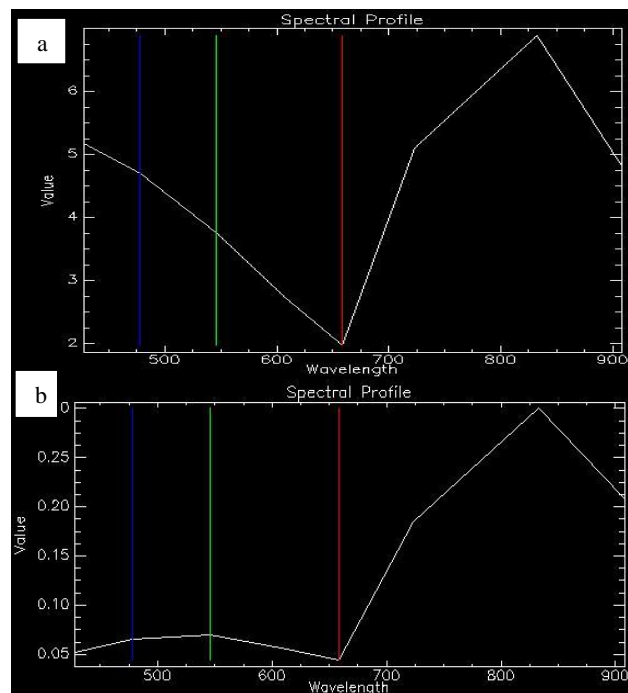 a
Spectral Profile
6
5
4
3
2
Value
500 600 700 800 900
Wavelength
b
Spectral Profile
0
0.25
0.20
0.15
0.10
0.05
Value
500 600 700 800 900
Wavelength